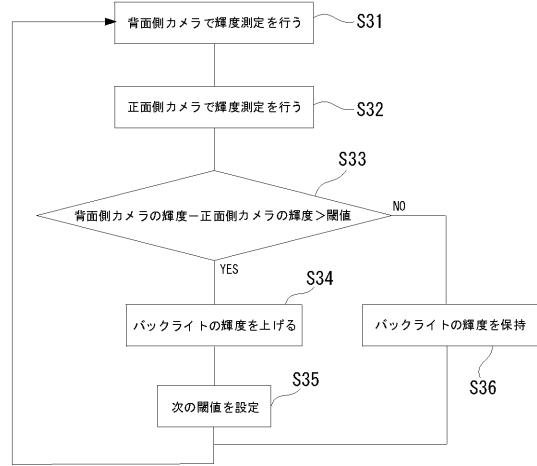 背面側カメラで輝度測定を行う
S31
正面側カメラで輝度測定を行う
S32
S33
背面側カメラの輝度－正面側カメラの輝度＞閾値
NO
YES
S34
バックライトの輝度を上げる
バックライトの輝度を保持
S35
S36
次の閾値を設定